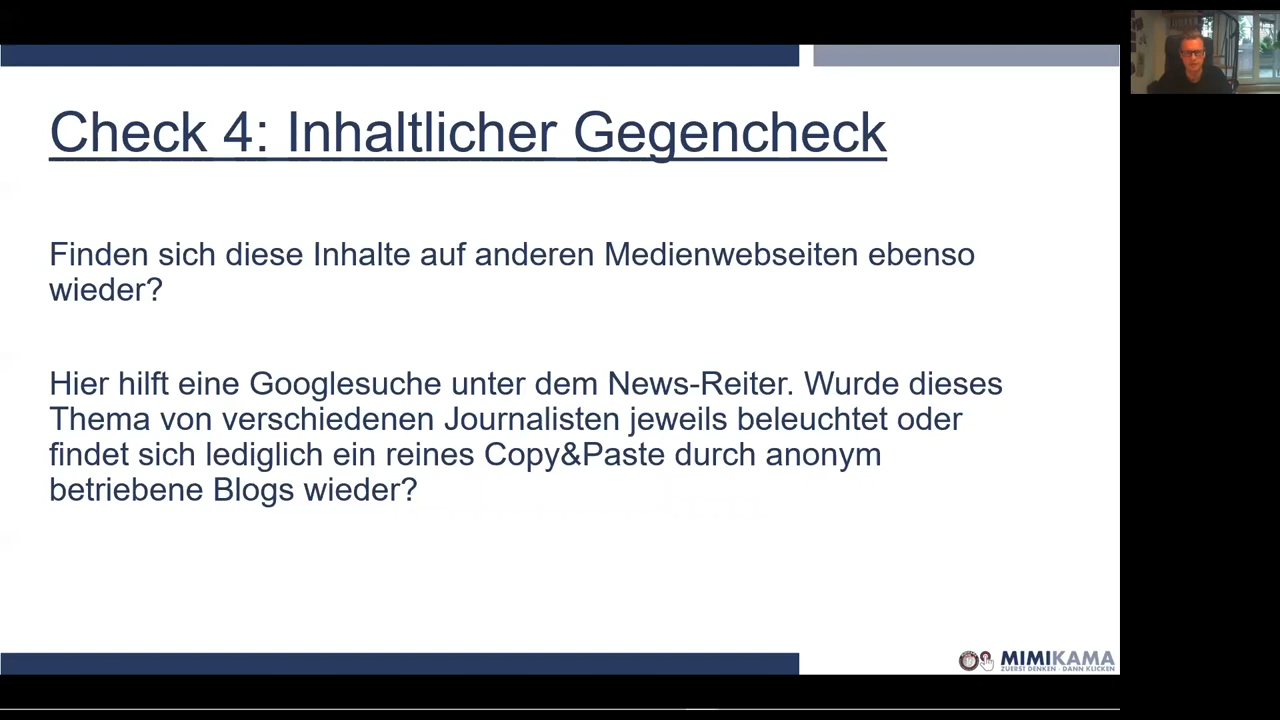 Check 4: Inhaltlicher Gegencheck
Finden sich diese Inhalte auf anderen Medienwebseiten ebenso
wieder?
Hier hilft eine Googlesuche unter dem News-Reiter. Wurde dieses
Thema von verschiedenen Journalisten jeweils beleuchtet oder
findet sich lediglich ein reines Copy&Paste durch anonym
betriebene Blogs wieder?
MIMIKAMA
ZUERST DENKEN - DANN KLICKEN